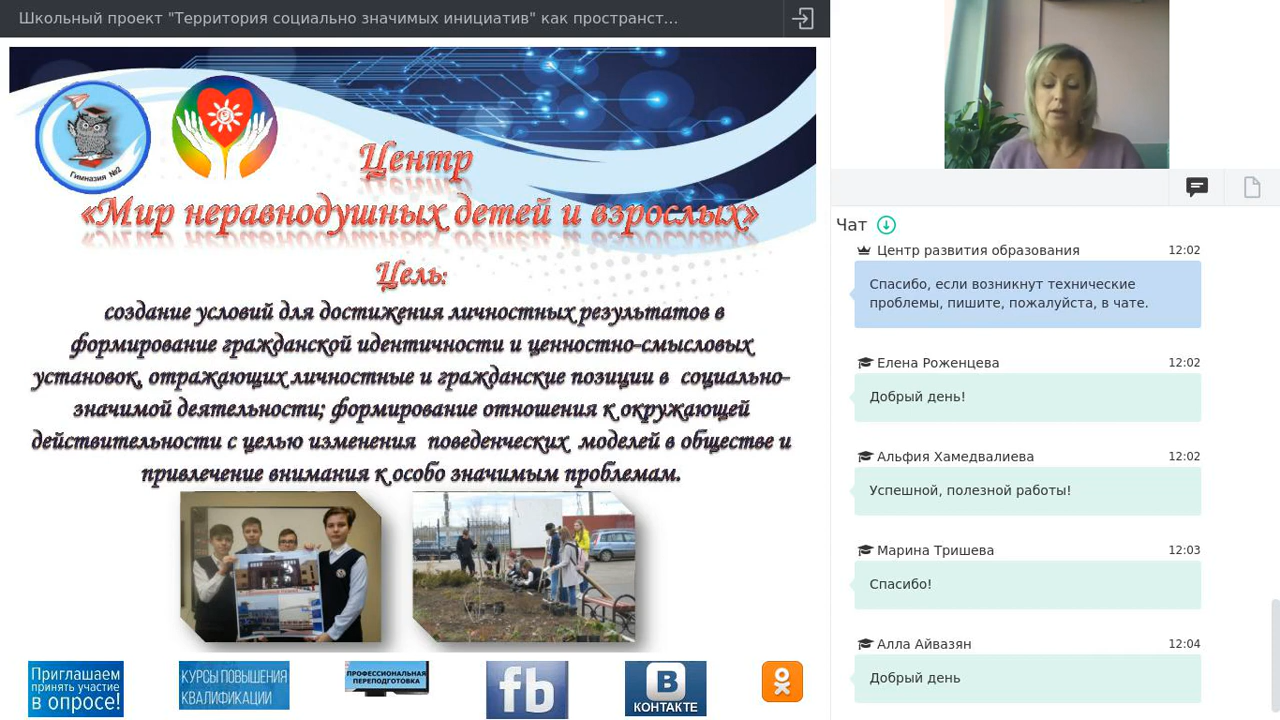 Школьный проект "Территория социально значимых инициатив" как пространст...
Гимназия №2
Центр
«Мир неравнодушных детей и взрослых»
Цель:
создание условий для достижения личностных результатов в
формирование гражданской идентичности и ценностно-смысловых
установок, отражающих личностные и гражданские позиции в социально-
значимой деятельности; формирование отношения к окружающей
действительности с целью изменения поведенческих моделей в обществе и
привлечение внимания к особо значимым проблемам.
Приглашаем
принять участие
в опросе!
КУРСЫ ПОВЫШЕНИЯ
КВАЛИФИКАЦИИ
ПРОФЕССИОНАЛЬНАЯ
ПЕРЕПОДГОТОВКА
fb
В
КОНТАКТЕ
Чат
Центр развития образования 12:02
Спасибо, если возникнут технические
проблемы, пишите, пожалуйста, в чате.
Елена Роженцева 12:02
Добрый день!
Альфия Хамедвалиева 12:02
Успешной, полезной работы!
Марина Тришева 12:03
Спасибо!
Алла Айвазян 12:04
Добрый день